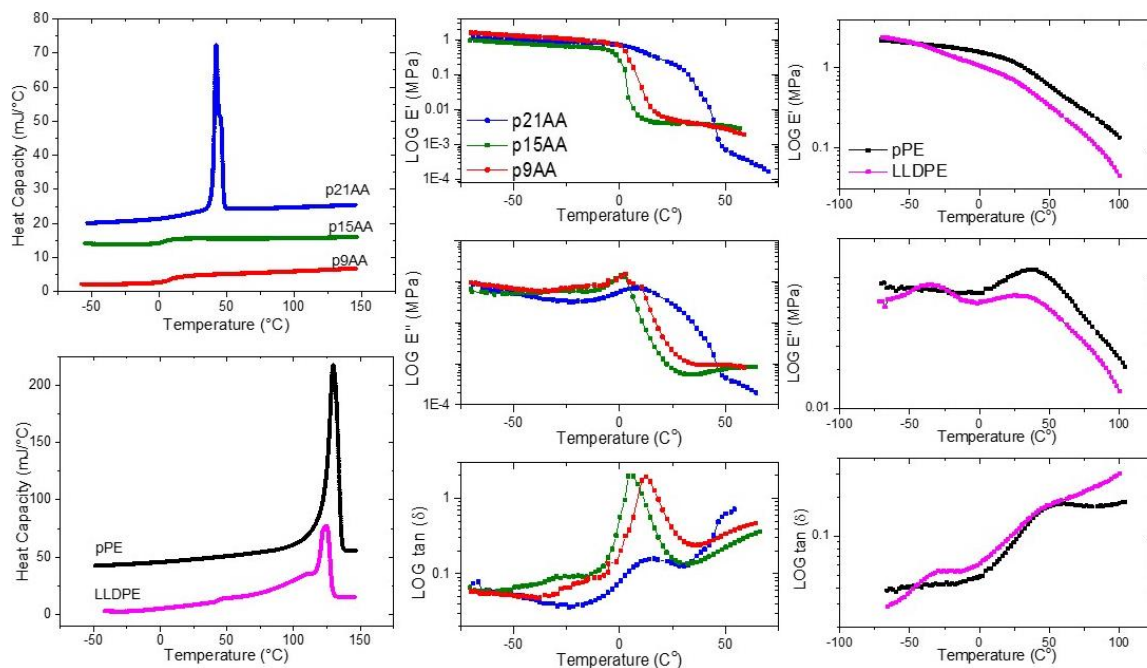 80
70
60
50
40
30
20
10
0
Heat Capacity (mJ/°C)
p21AA
p15AA
p9AA
-50 0 50 100 150
Temperature (°C)
200
150
100
50
0
Heat Capacity (mJ/°C)
pPE
LLDPE
-50 0 50 100 150
Temperature (°C)
1
0.1
0.01
1E-3
1E-4
LOG E' (MPa)
p21AA
p15AA
p9AA
-50 0 50
Temperature (C°)
1E-4
LOG E'' (MPa)
-50 0 50
Temperature (C°)
1
0.1
LOG tan (δ)
-50 0 50
Temperature (C°)
1
0.1
LOG E' (MPa)
pPE
LLDPE
-50 0 50 100
Temperature (C°)
0.01
LOG E'' (MPa)
-100 -50 0 50 100
Temperature (C°)
0.1
LOG tan (δ)
-100 -50 0 50 100
Temperature (C°)